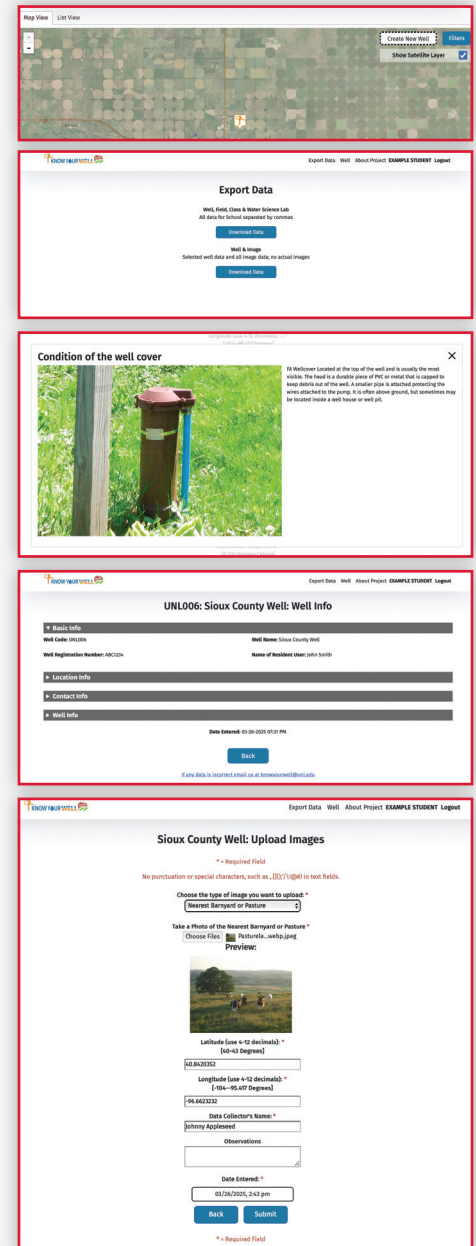 Map View List View
+
-
Create New Well Filters
Show Satellite Layer
KNOW YOUR WELL Export Data Well About Project EXAMPLE STUDENT Logout
Export Data
Well, Field, Class & Water Science Lab
All data for School separated by commas
Download Data
Well & Image
Selected well data and all image data; no actual images
Download Data
Condition of the well cover
FA Wellcover Located at the top of the well and is usually the most
visible. The head is a durable piece of PVC or metal that is capped to
keep debris out of the well. A smaller pipe is attached protecting the
wires attached to the pump. It is often above ground, but sometimes may
be located inside a well house or well pit.
KNOW YOUR WELL Export Data Well About Project EXAMPLE STUDENT Logout
UNL006: Sioux County Well: Well Info
▼ Basic Info
Well Code: UNL006 Well Name: Sioux County Well
Well Registration Number: ABC1234 Name of Resident User: John Smith
► Location Info
► Contact Info
► Well Info
Date Entered: 03-26-2025 07:31 PM
Back
If any data is incorrect email us at knowyourwell@unl.edu
KNOW YOUR WELL Export Data Well About Project EXAMPLE STUDENT Logout
Sioux County Well: Upload Images
* = Required Field
No punctuation or special characters, such as in text fields.
Choose the type of image you want to upload: *
Nearest Barnyard or Pasture
Take a Photo of the Nearest Barnyard or Pasture *
Choose Files Pasturela...webp.jpeg
Preview:
Latitude (use 4-12 decimals): *
[40-43 Degrees]
40.8420352
Longitude (use 4-12 decimals): *
[-104--95.417 Degrees]
-96.6623232
Data Collector's Name: *
Johnny Appleseed
Observations
Date Entered: *
03/26/2025, 2:43 pm
Back Submit
* = Required Field